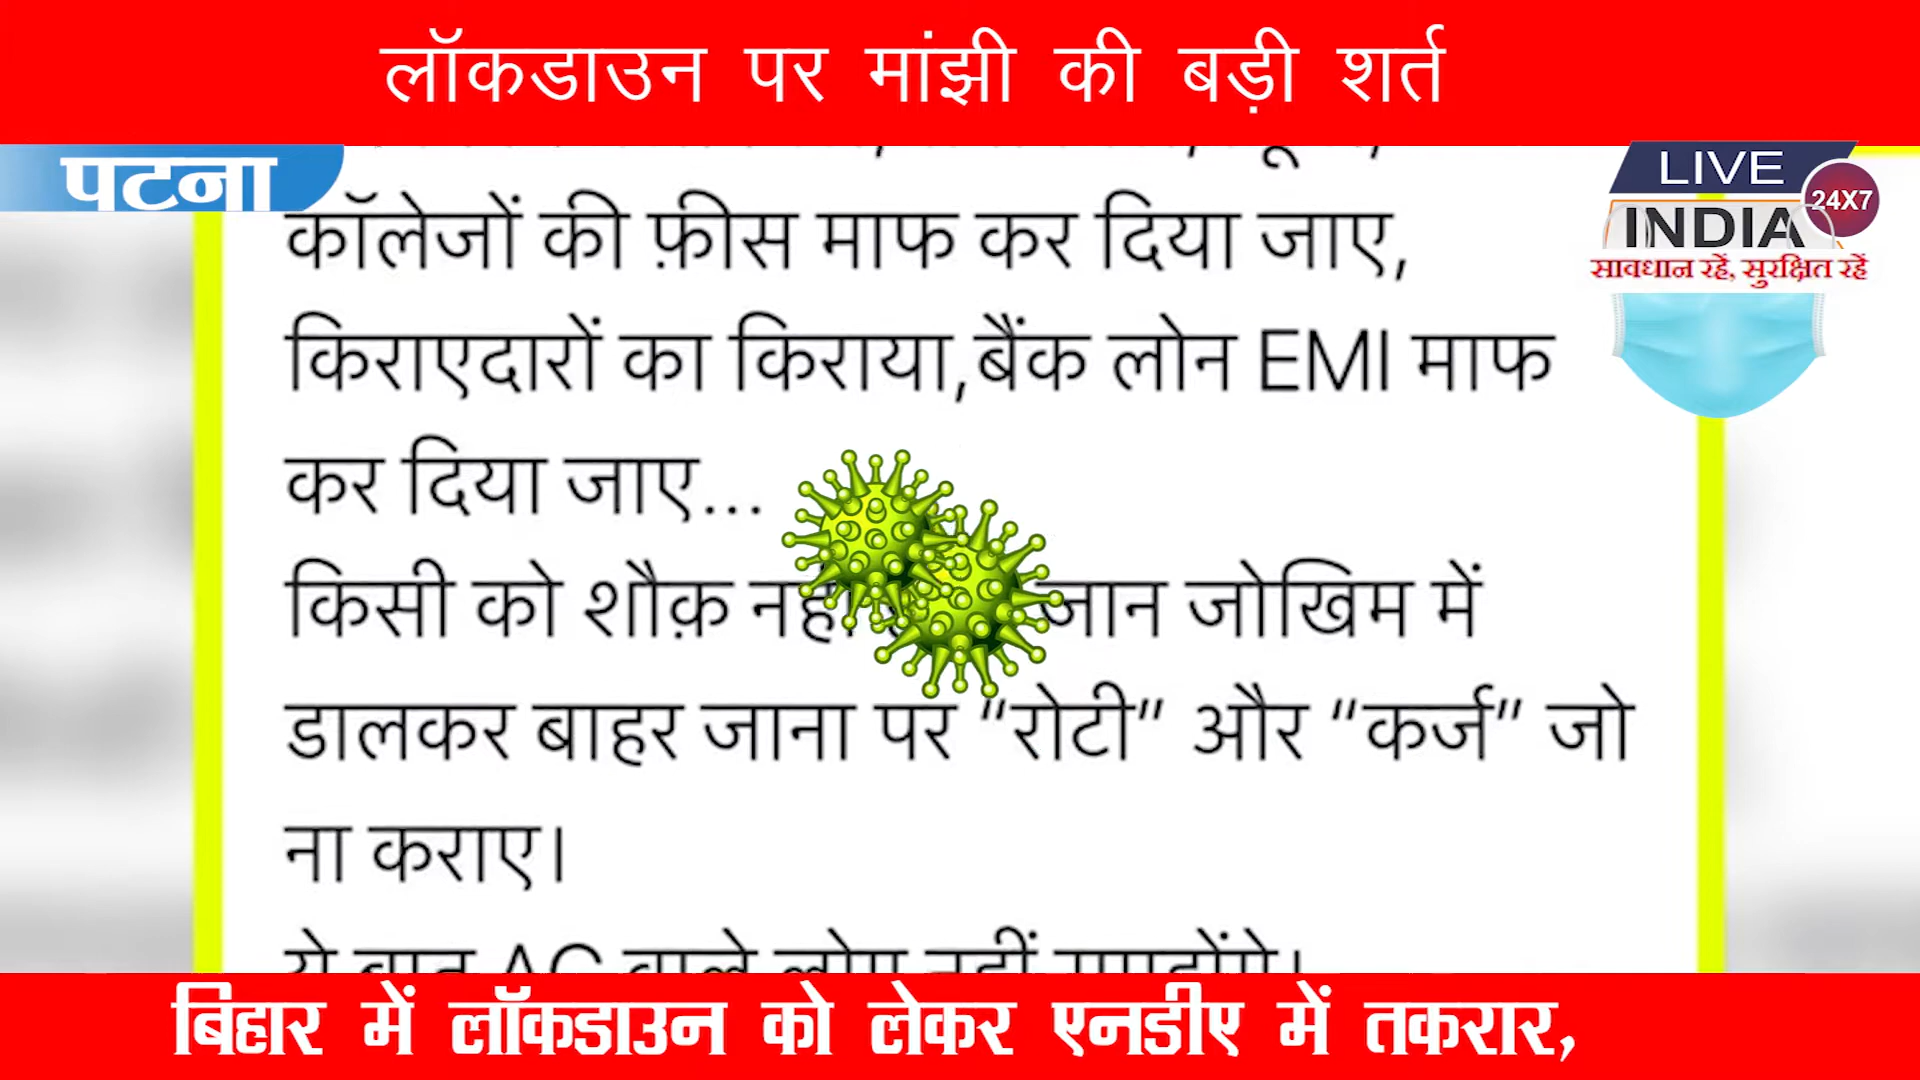 लॉकडाउन पर मांझी की बड़ी शर्त
पटना
LIVE
INDIA
24X7
सावधान रहें, सुरक्षित रहें
कॉलेजों की फ़ीस माफ कर दिया जाए,
किराएदारों का किराया,बैंक लोन EMI माफ
कर दिया जाए...
किसी को शौक़ जान जोखिम में
डालकर बाहर जाना पर “रोटी” और “कर्ज” जो
ना कराए।
बिहार में लॉकडाउन को लेकर एनडीए में तकरार,